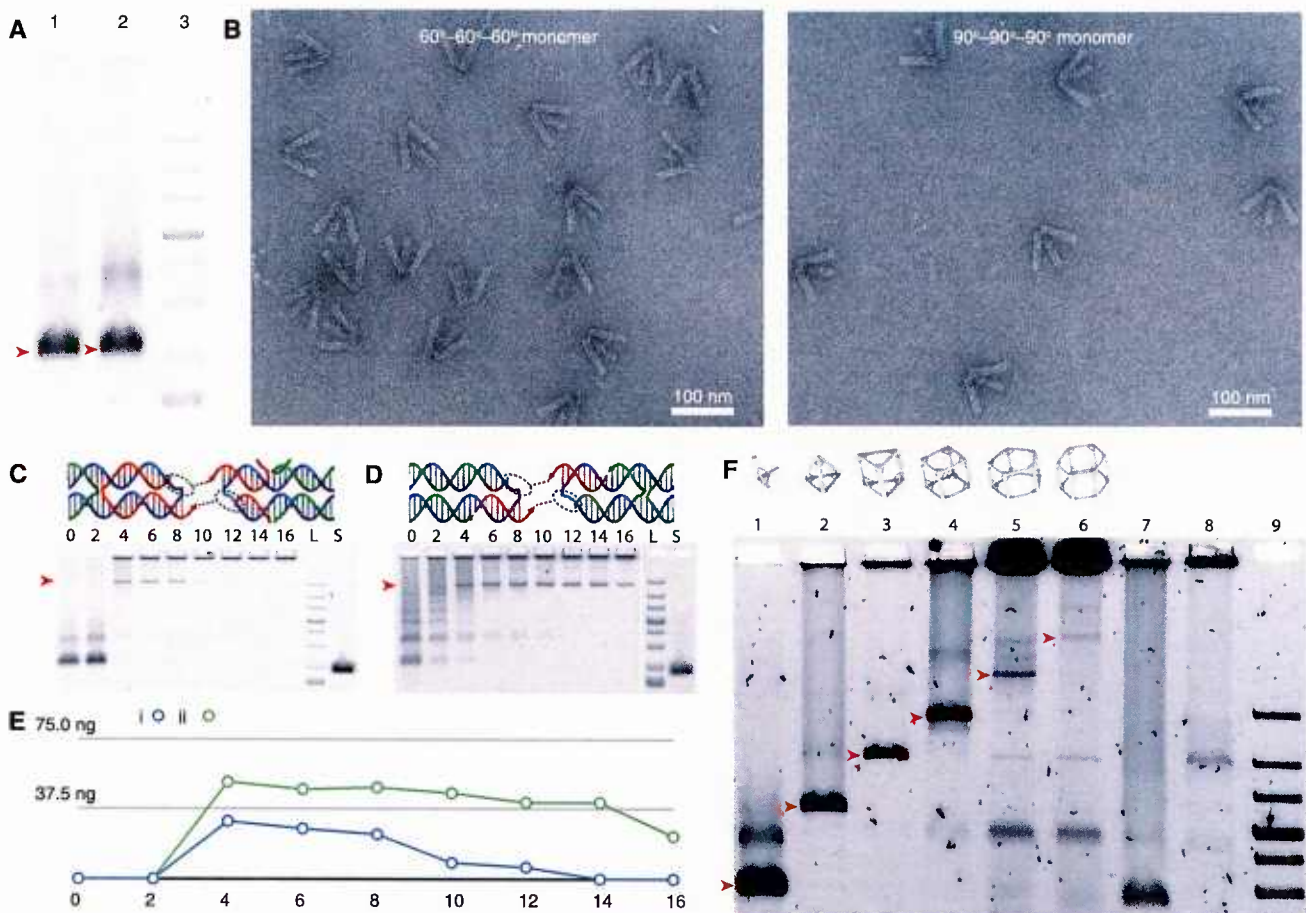 A
1 2 3
B
60°–60°–60° monomer
100 nm
90°–90°–90° monomer
100 nm
C
0 2 4 6 8 10 12 14 16 L S
D
0 2 4 6 8 10 12 14 16 L S
E
i ii
75.0 ng
37.5 ng
0 2 4 6 8 10 12 14 16
F
1 2 3 4 5 6 7 8 9